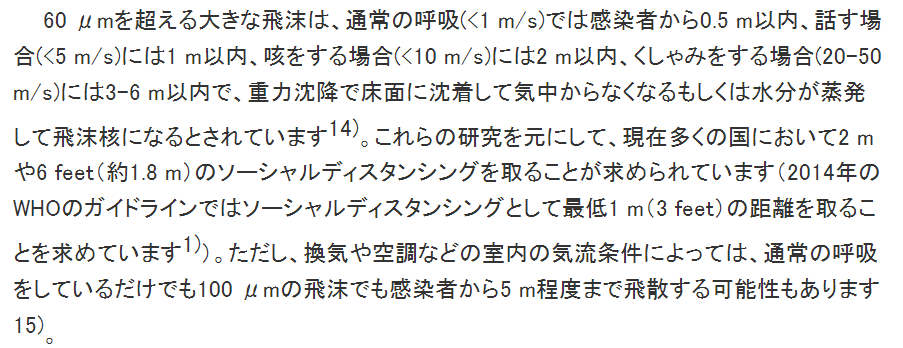 60 μmを超える大きな飛沫は、通常の呼吸(<1 m/s)では感染者から0.5 m以内、話す場
合(<5 m/s)には1 m以内、咳をする場合(<10 m/s)には2 m以内、くしゃみをする場合(20-50
m/s)には3-6 m以内で、重力沈降で床面に沈着して気中からなくなるもしくは水分が蒸発
して飛沫核になるとされています14)。これらの研究を元にして、現在多くの国において2 m
や6 feet(約1.8 m)のソーシャルディスタンシングを取ることが求められています(2014年の
WHOのガイドラインではソーシャルディスタンシングとして最低1 m(3 feet)の距離を取るこ
とを求めています1))。ただし、換気や空調などの室内の気流条件によっては、通常の呼吸
をしているだけでも100 μmの飛沫でも感染者から5 m程度まで飛散する可能性もあります
15)。